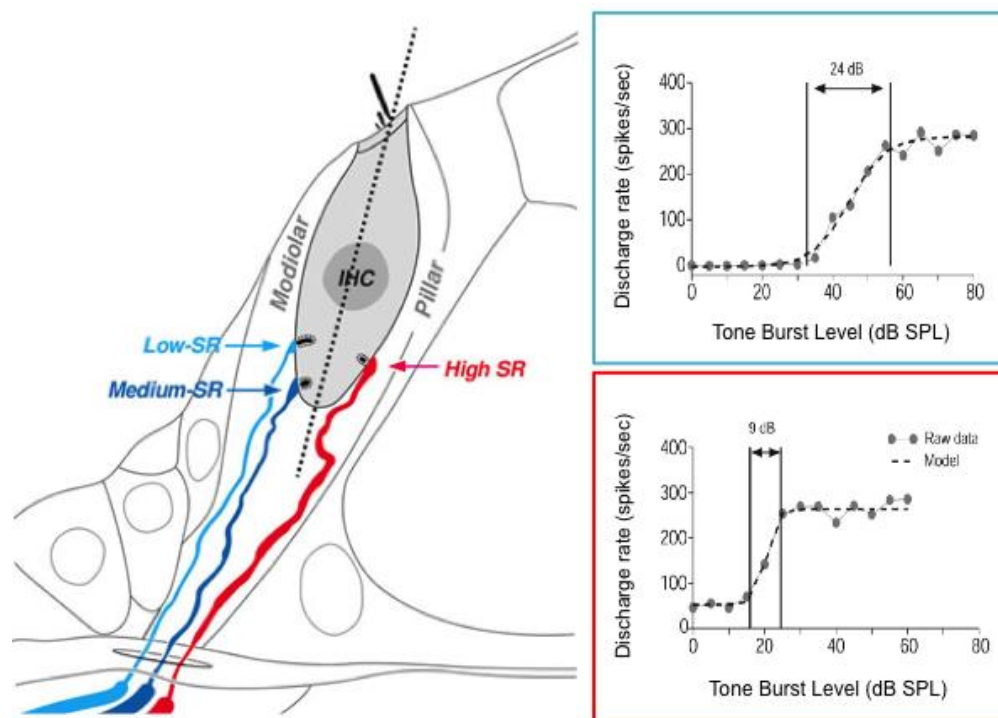 Modiolar
IHC
Pillar
Low-SR
Medium-SR
High SR
24 dB
400
300
200
100
0
0 20 40 60 80
Discharge rate (spikes/sec)
Tone Burst Level (dB SPL)
9 dB
Raw data
Model
400
300
200
100
0
0 20 40 60 80
Discharge rate (spikes/sec)
Tone Burst Level (dB SPL)